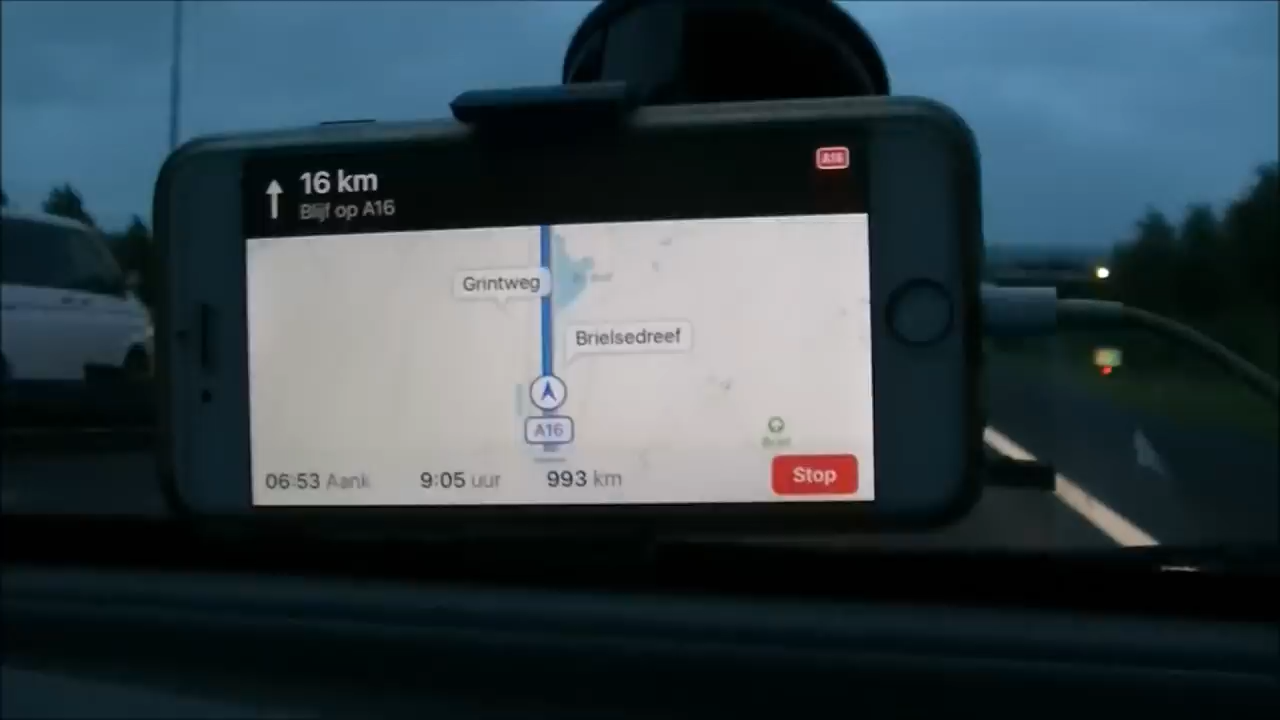 16 km
A16
Blijf op A16
Grintweg
Brielsedreef
A16
06:53 Aank 9:05 uur 993 km
Stop